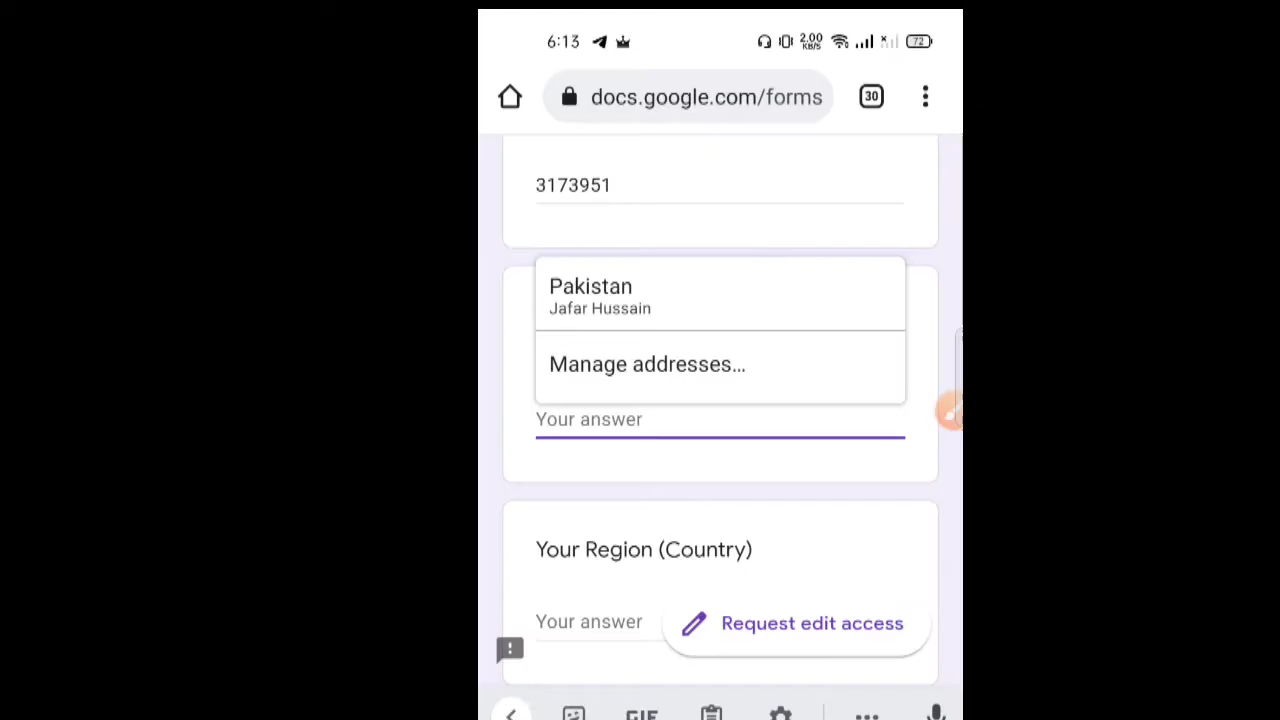 6:13 2.00 KB/S 72
docs.google.com/forms 30
3173951
Pakistan
Jafar Hussain
Manage addresses...
Your answer
Your Region (Country)
Your answer
Request edit access
GIF